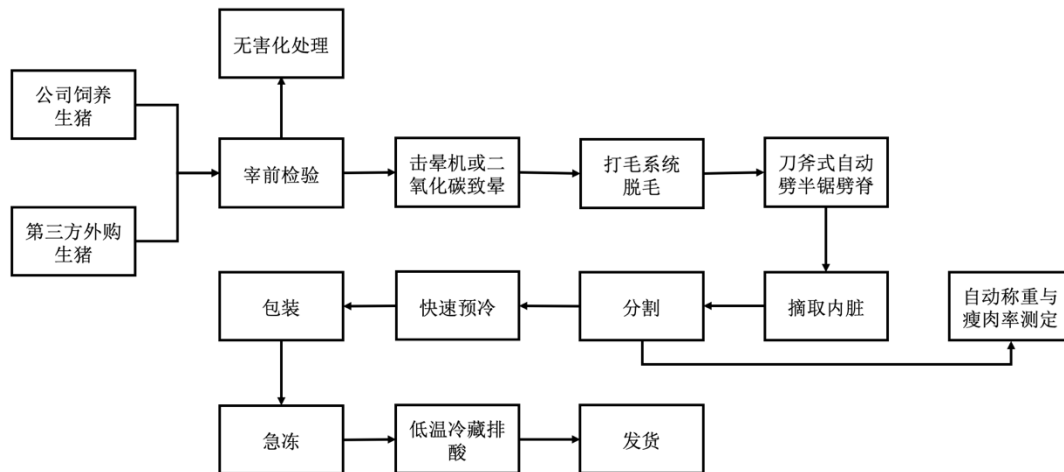 无害化处理
公司饲养
生猪
第三方外购
生猪
宰前检验
击晕机或二
氧化碳致晕
打毛系统
脱毛
刀斧式自动
劈半锯劈脊
包装
快速预冷
分割
摘取内脏
自动称重与
瘦肉率测定
急冻
低温冷藏排
酸
发货